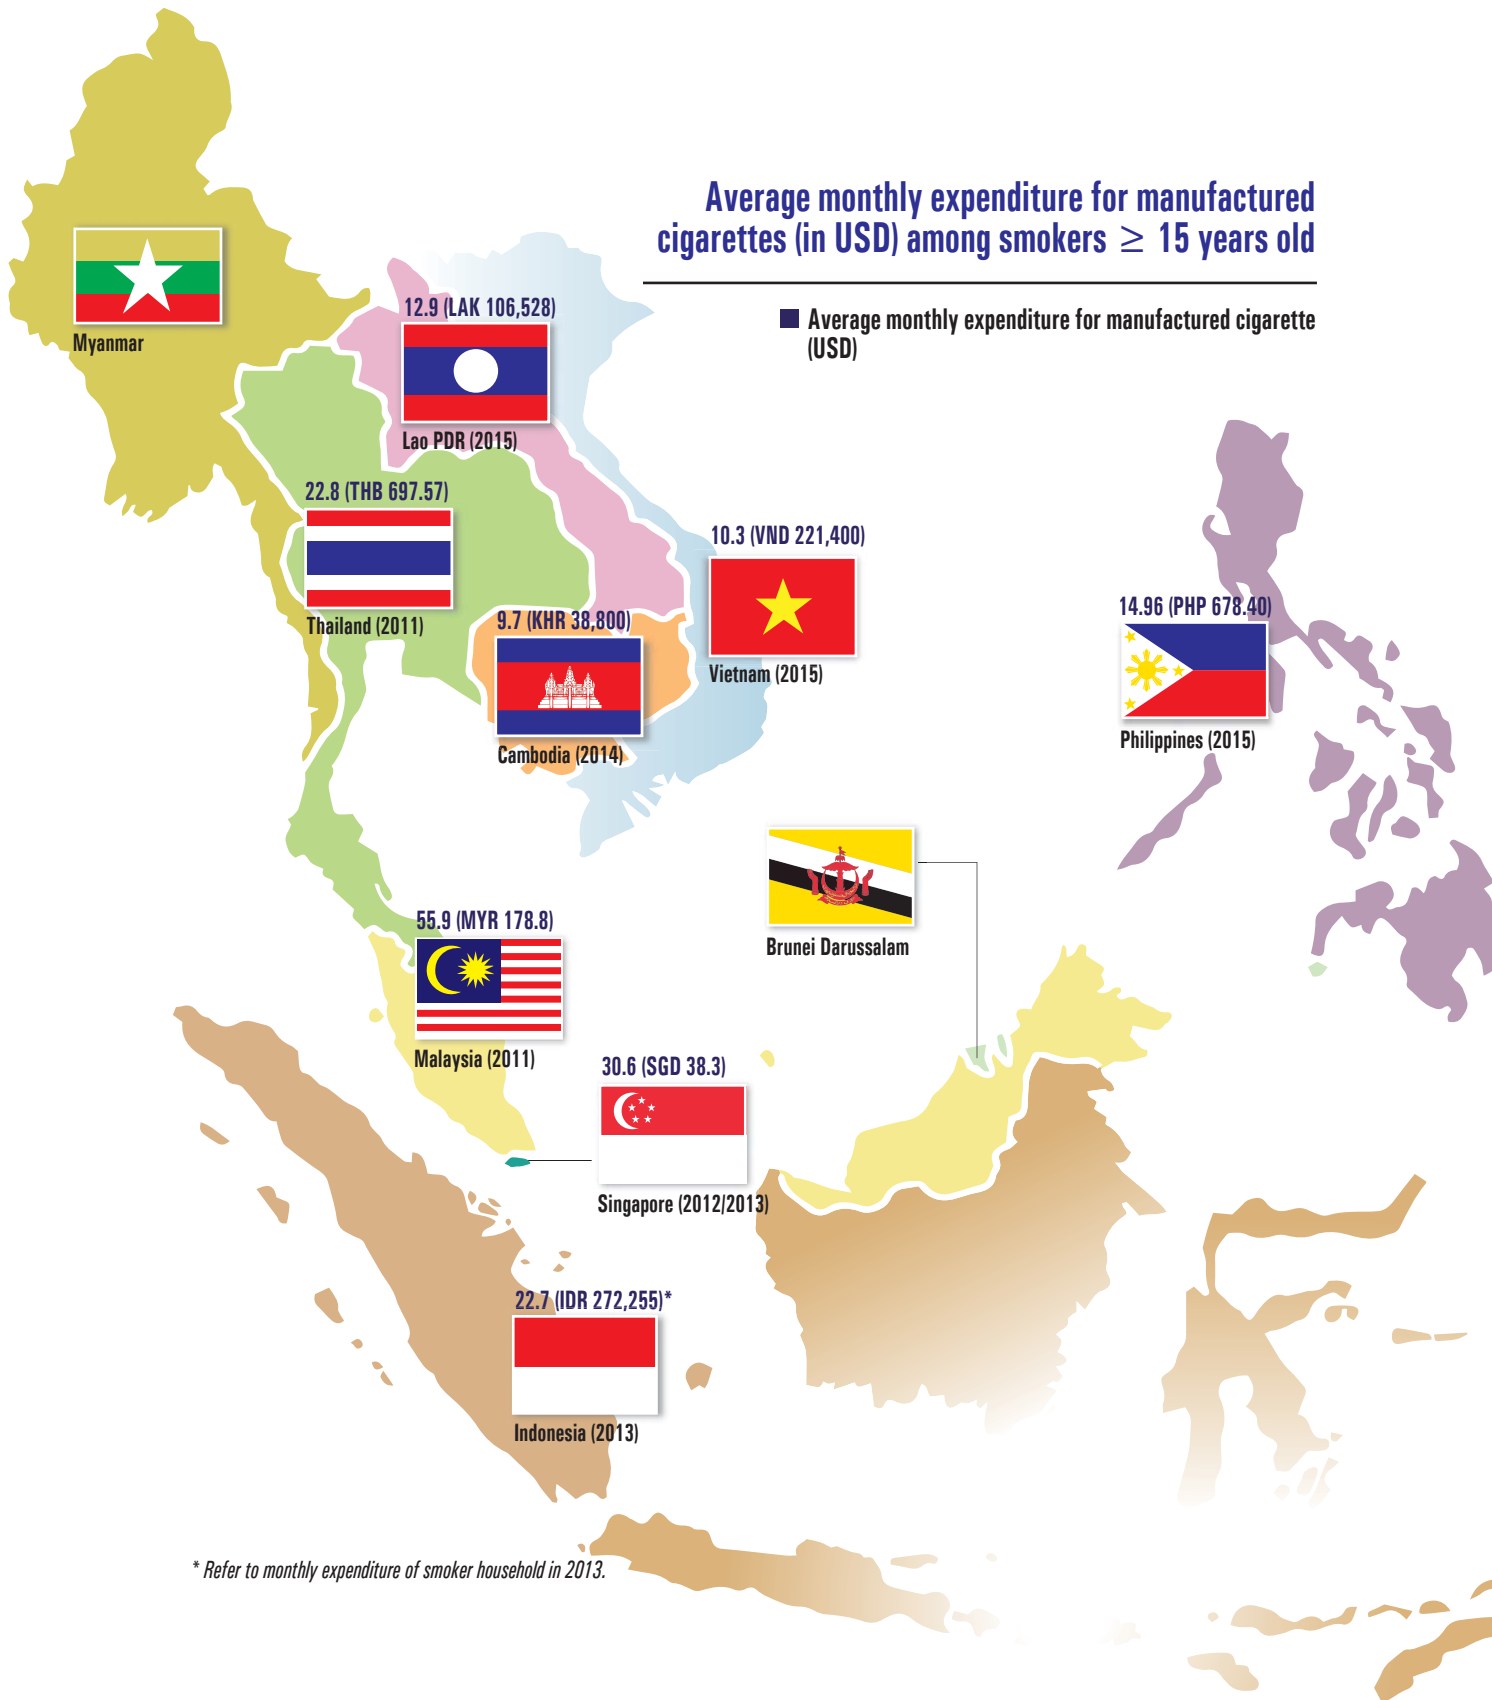 Average monthly expenditure for manufactured
cigarettes (in USD) among smokers ≥ 15 years old
Average monthly expenditure for manufactured cigarette
(USD)
Myanmar
12.9 (LAK 106,528)
Lao PDR (2015)
22.8 (THB 697.57)
Thailand (2011)
10.3 (VND 221,400)
Vietnam (2015)
9.7 (KHR 38,800)
Cambodia (2014)
14.96 (PHP 678.40)
Philippines (2015)
Brunei Darussalam
55.9 (MYR 178.8)
Malaysia (2011)
30.6 (SGD 38.3)
Singapore (2012/2013)
22.7 (IDR 272,255)*
Indonesia (2013)
* Refer to monthly expenditure of smoker household in 2013.